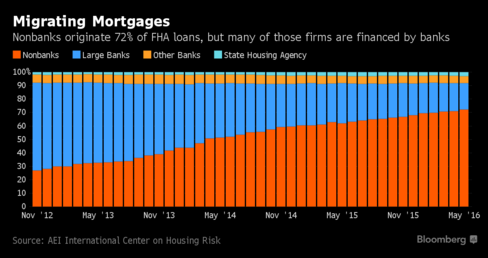 Migrating Mortgages
Nonbanks originate 72% of FHA loans, but many of those firms are financed by banks
Nonbanks Large Banks Other Banks State Housing Agency
100%
90
80
70
60
50
40
30
20
10
0
Nov '12 May '13 Nov '13 May '14 Nov '14 May '15 Nov '15 May '16
Source: AEI International Center on Housing Risk
Bloomberg